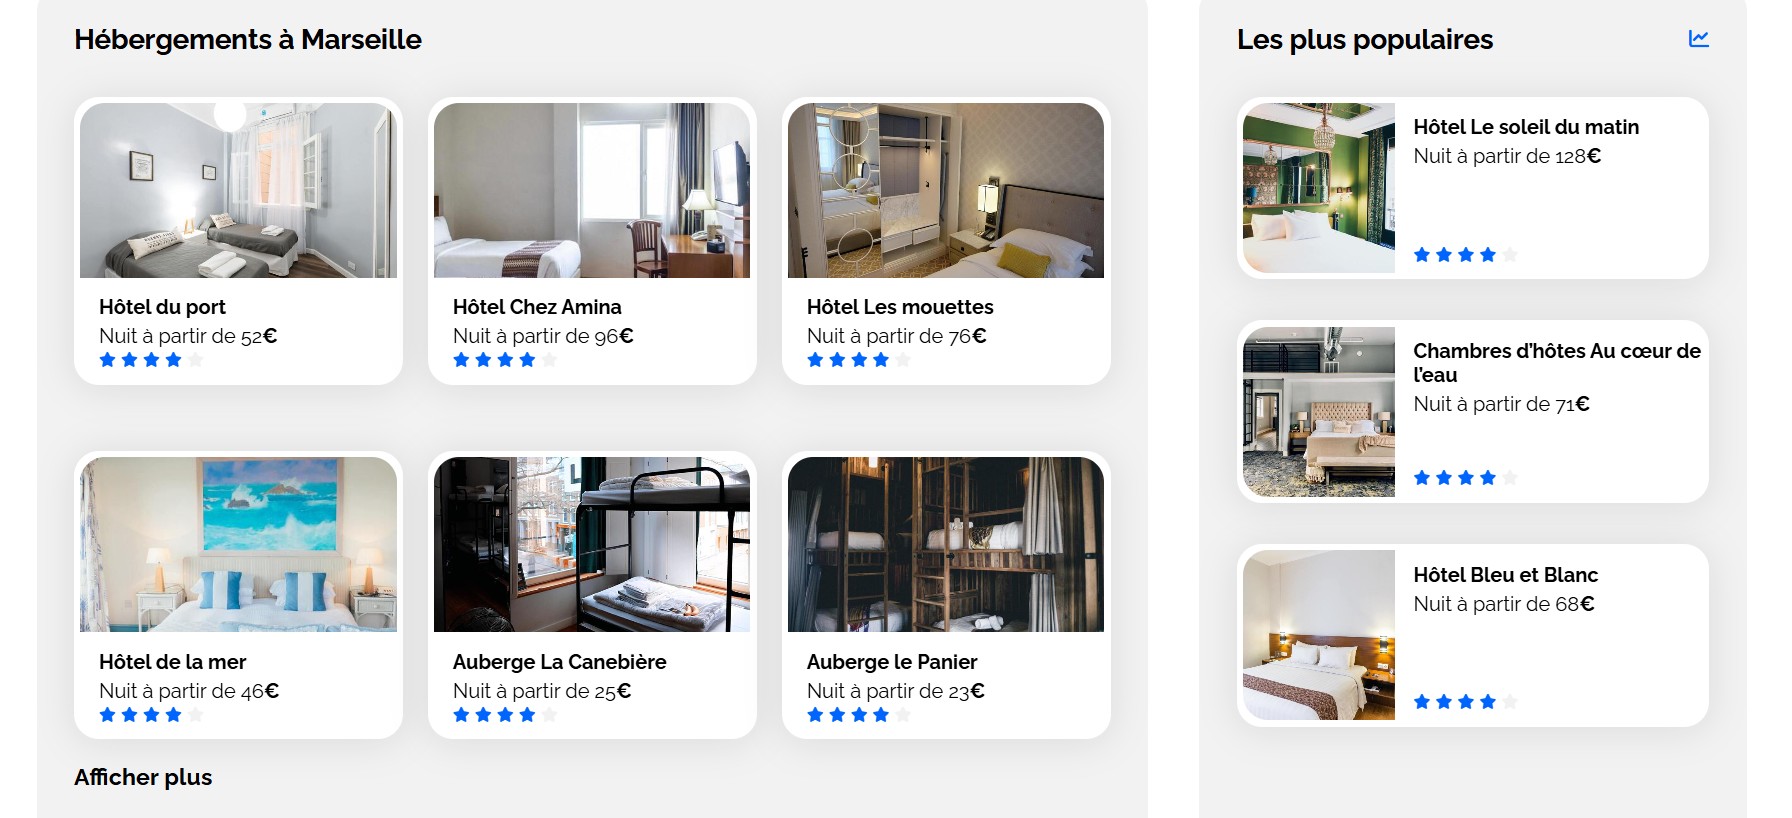 Hébergements à Marseille
Hôtel du port
Nuit à partir de 52€
Hôtel Chez Amina
Nuit à partir de 96€
Hôtel Les mouettes
Nuit à partir de 76€
Hôtel de la mer
Nuit à partir de 46€
Auberge La Canebière
Nuit à partir de 25€
Auberge le Panier
Nuit à partir de 23€
Afficher plus
Les plus populaires
Hôtel Le soleil du matin
Nuit à partir de 128€
Chambres d'hôtes Au cœur de
l'eau
Nuit à partir de 71€
Hôtel Bleu et Blanc
Nuit à partir de 68€